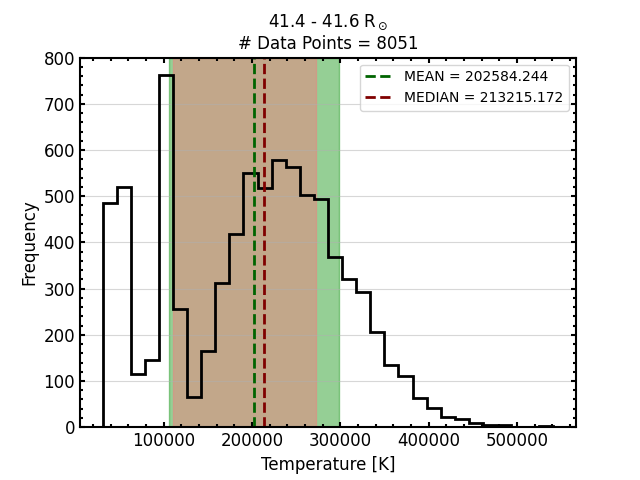 41.4 - 41.6 R⊙
# Data Points = 8051
800
700
600
500
400
300
200
100
0
Frequency
MEAN = 202584.244
MEDIAN = 213215.172
100000 200000 300000 400000 500000
Temperature [K]